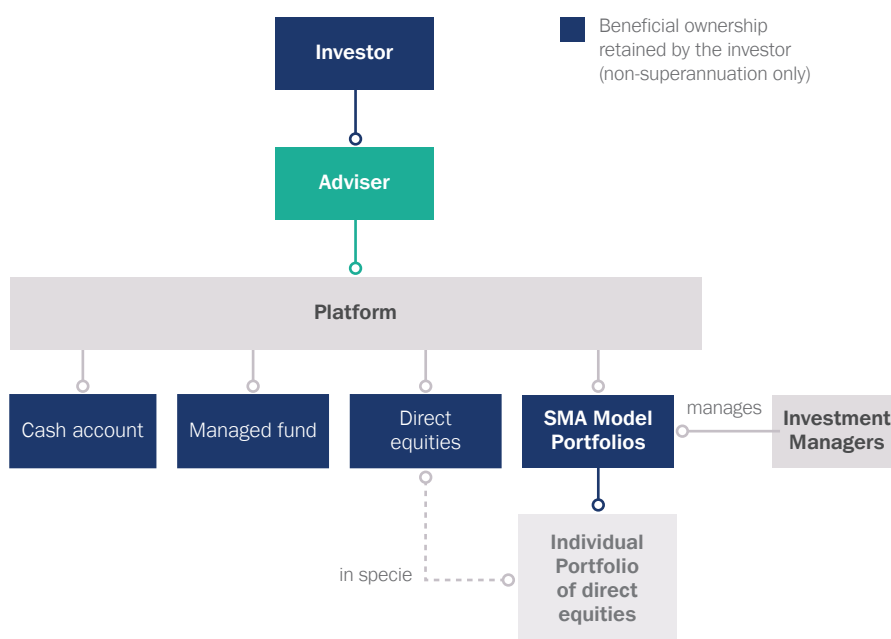 Investor
Beneficial ownership
retained by the investor
(non-superannuation only)
Adviser
Platform
Cash account
Managed fund
Direct
equities
SMA Model
Portfolios
manages
Investment
Managers
in specie
Individual
Portfolio
of direct
equities